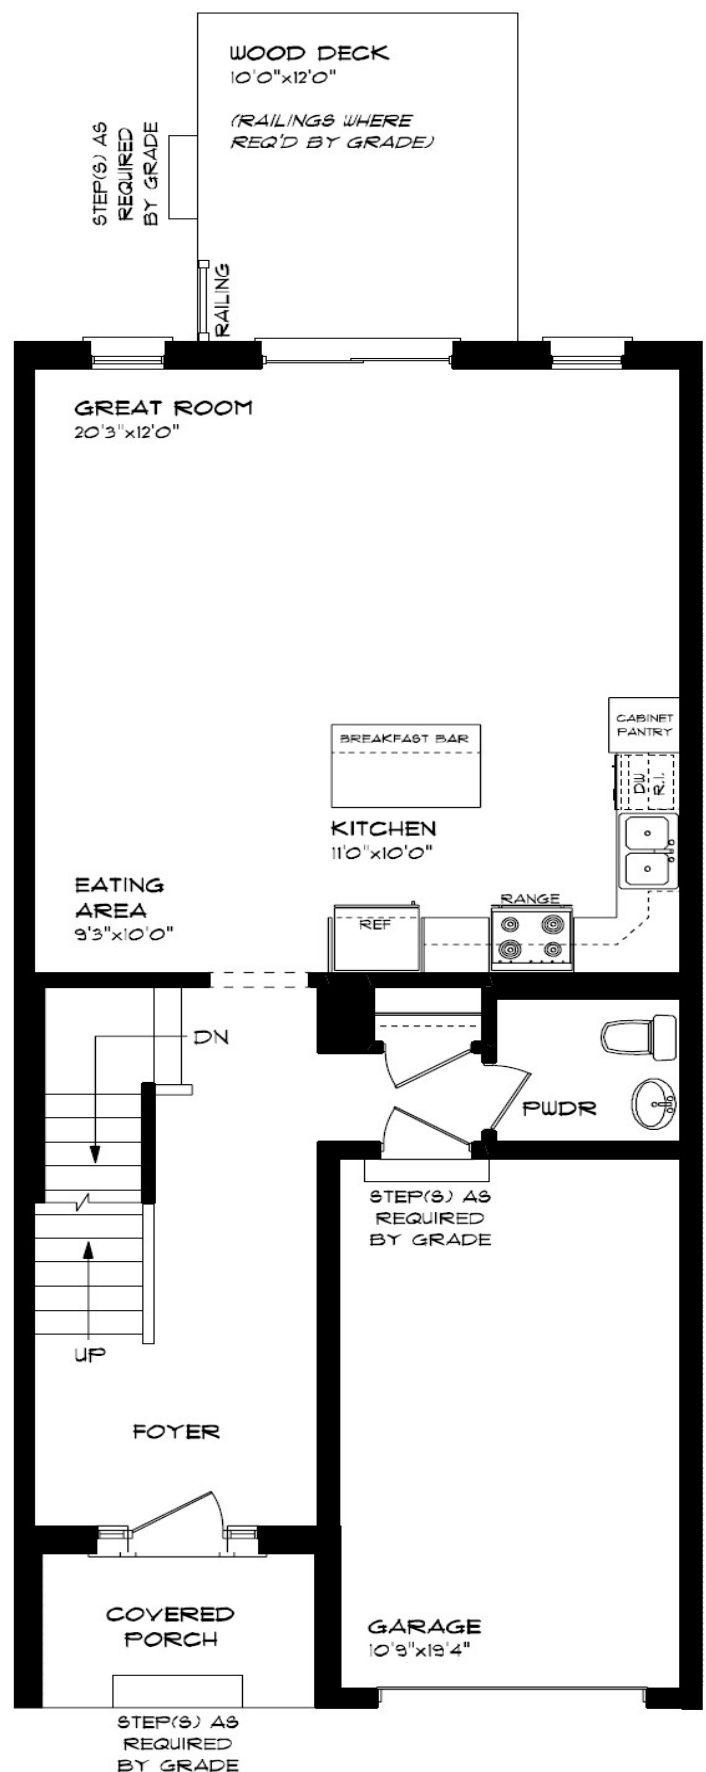 WOOD DECK
10'0"x12'0"
(RAILINGS WHERE
REQ'D BY GRADE)
STEP(S) AS
REQUIRED
BY GRADE
RAILING
GREAT ROOM
20'3"x12'0"
CABINET
PANTRY
BREAKFAST BAR
DW
R.I.
KITCHEN
11'0"x10'0"
EATING
AREA
9'3"x10'0"
RANGE
REF
DN
PWDR
STEP(S) AS
REQUIRED
BY GRADE
UP
FOYER
COVERED
PORCH
GARAGE
10'9"x19'4"
STEP(S) AS
REQUIRED
BY GRADE